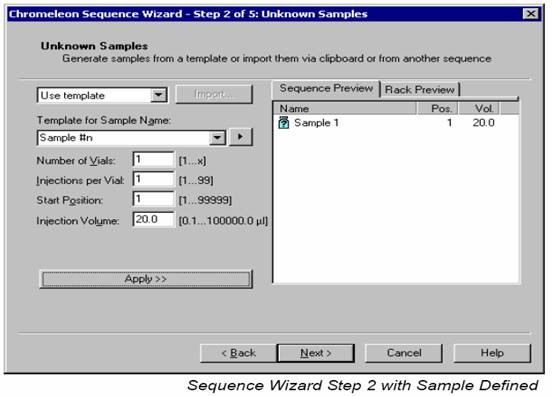 Chromeleon Sequence Wizard - Step 2 of 5: Unknown Samples
Unknown Samples
Generate samples from a template or import them via clipboard or from another sequence
Use template
Import...
Template for Sample Name:
Sample #n
Number of Vials: 1 [1...x]
Injections per Vial: 1 [1...99]
Start Position: 1 [1...99999]
Injection Volume: 20.0 [0.1...100000.0 µl]
Apply >>
Sequence Preview Rack Preview
Name Pos. Vol.
Sample 1 1 20.0
< Back Next > Cancel Help
Sequence Wizard Step 2 with Sample Defined